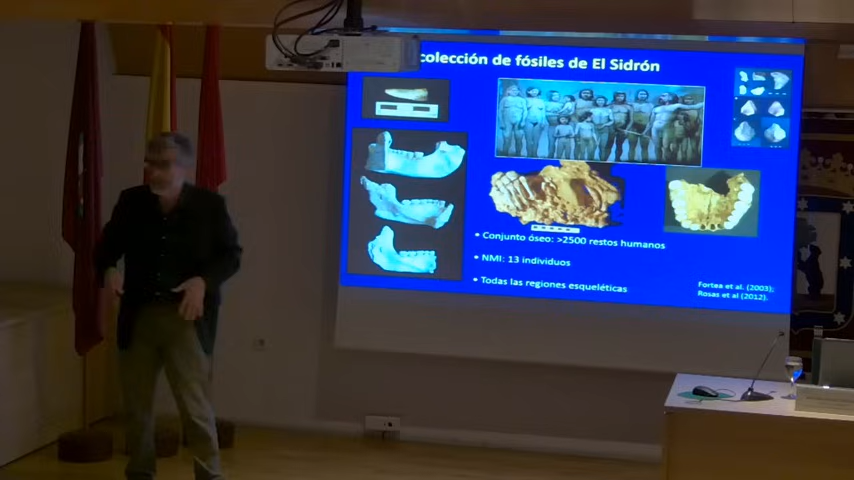 colección de fósiles de El Sidrón
• Conjunto óseo: >2500 restos humanos
• NMI: 13 individuos
• Todas las regiones esqueléticas
Fortea et al. (2003);
Rosas et al (2012).